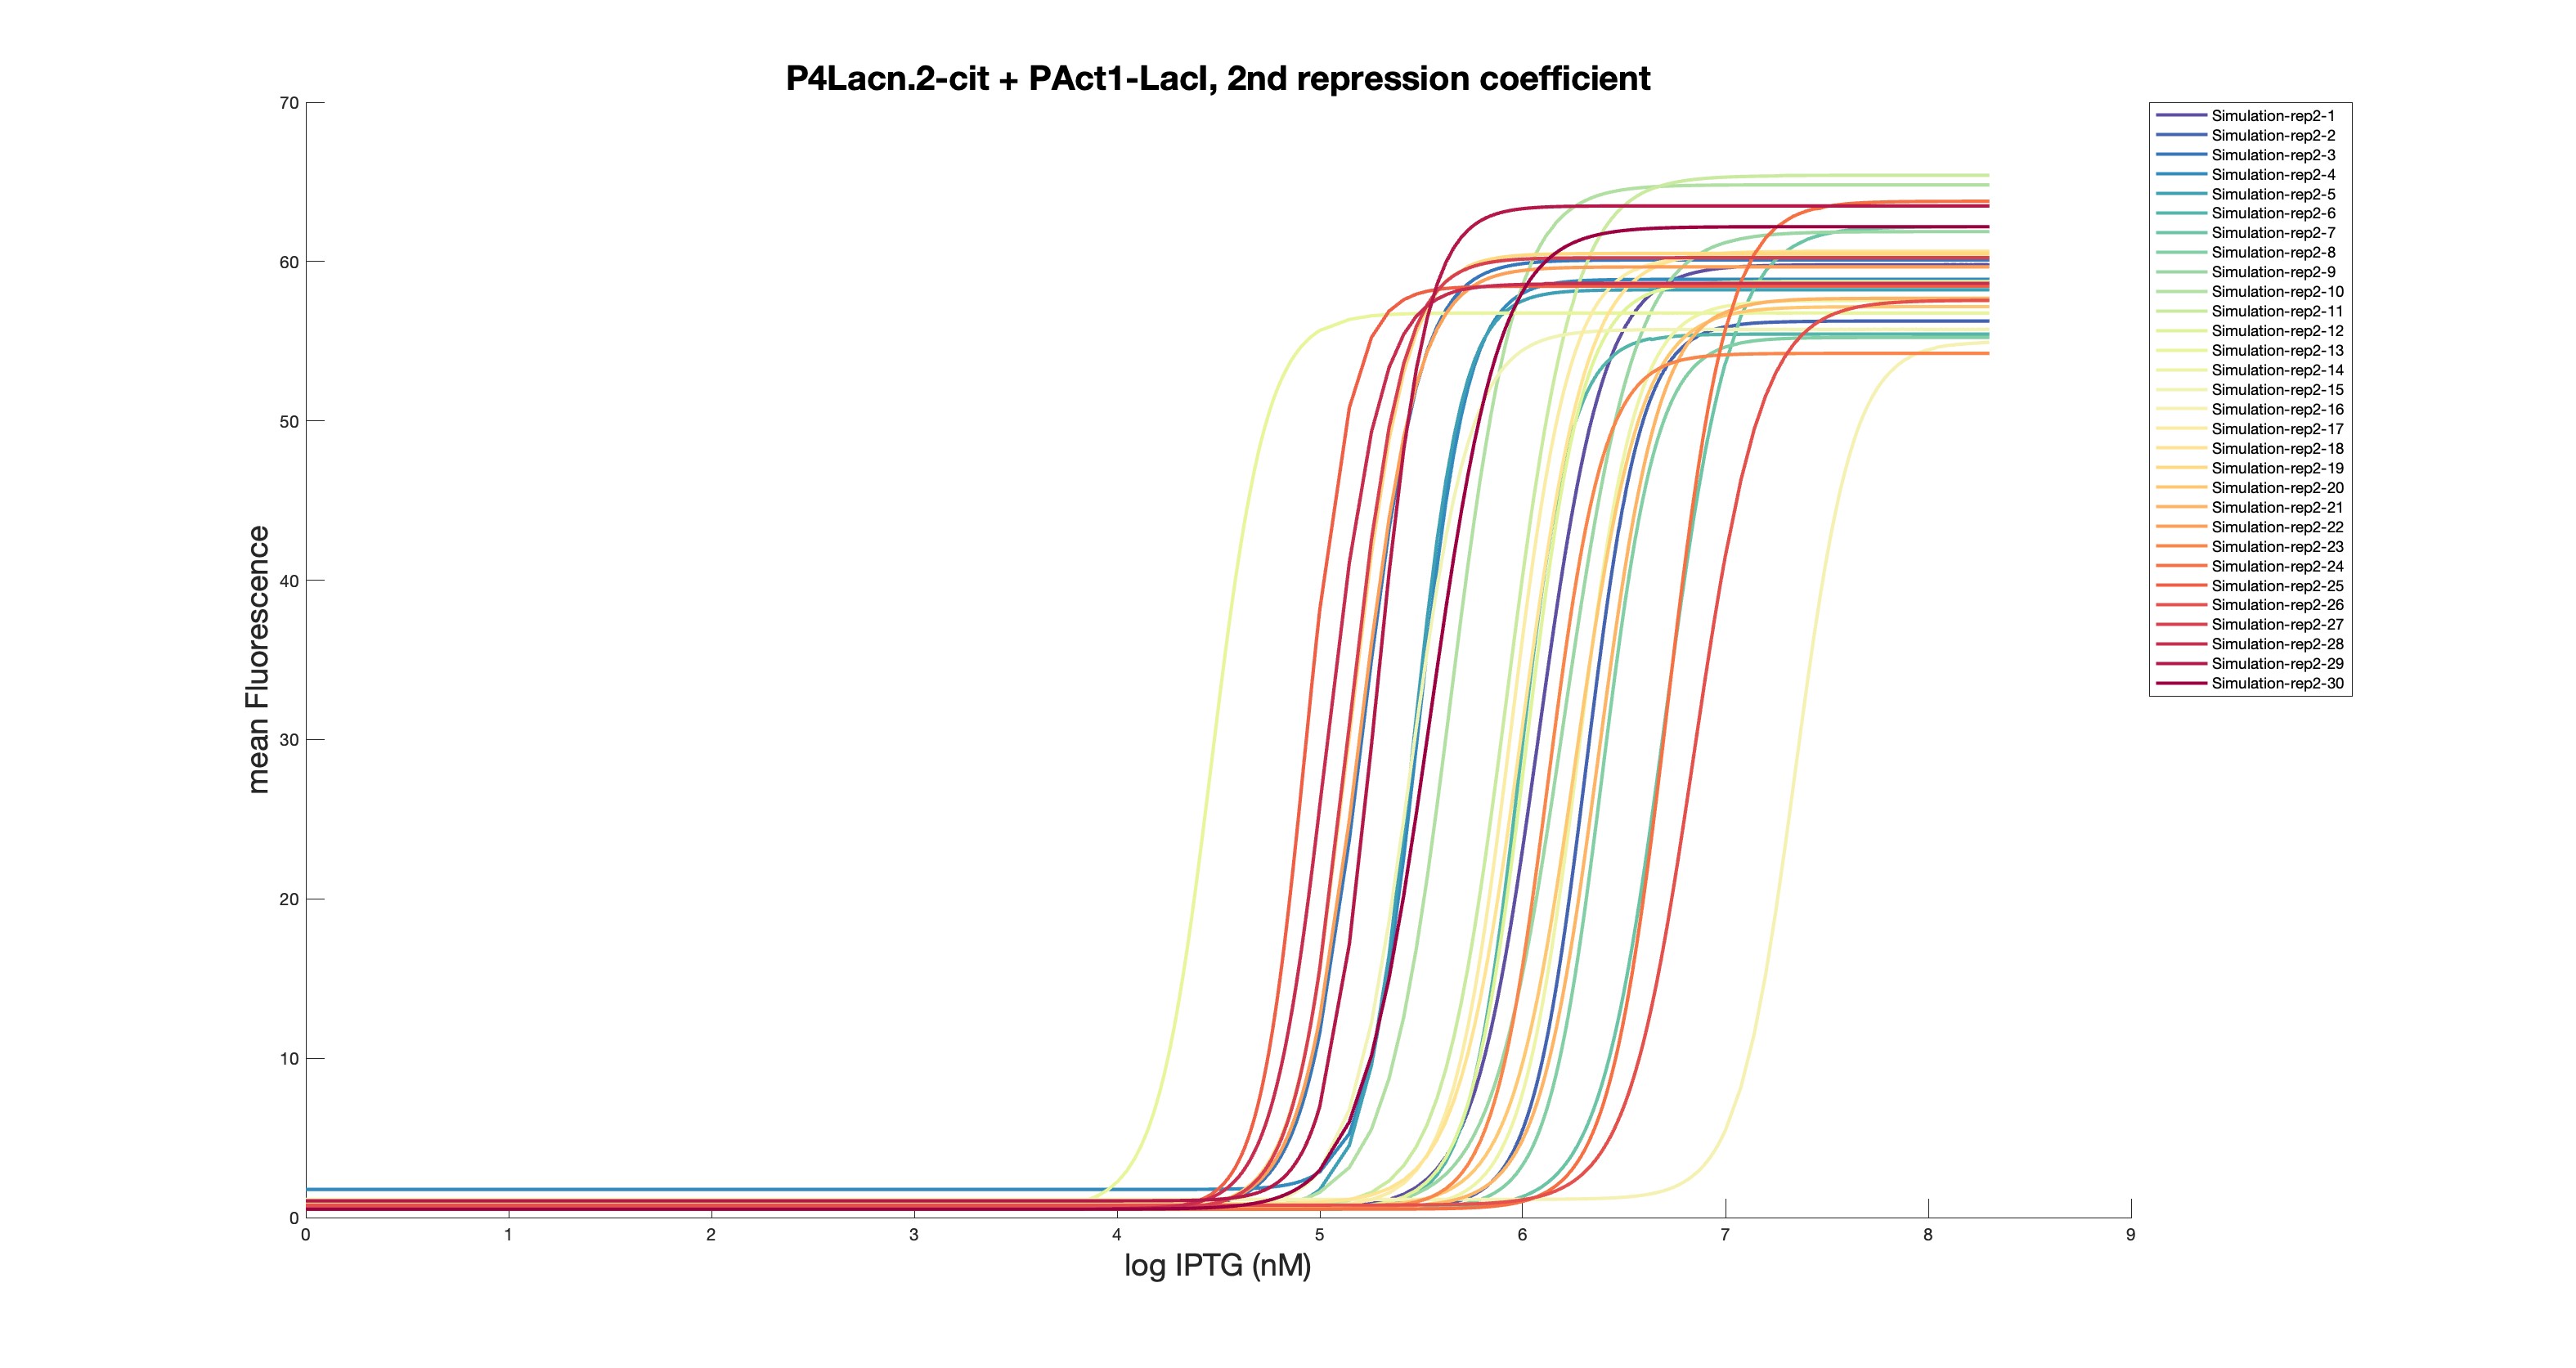 P4Lacn.2-cit + PAct1-LacI, 2nd repression coefficient
70
60
50
40
30
20
10
0
mean Fluorescence
0 1 2 3 4 5 6 7 8 9
log IPTG (nM)
Simulation-rep2-1
Simulation-rep2-2
Simulation-rep2-3
Simulation-rep2-4
Simulation-rep2-5
Simulation-rep2-6
Simulation-rep2-7
Simulation-rep2-8
Simulation-rep2-9
Simulation-rep2-10
Simulation-rep2-11
Simulation-rep2-12
Simulation-rep2-13
Simulation-rep2-14
Simulation-rep2-15
Simulation-rep2-16
Simulation-rep2-17
Simulation-rep2-18
Simulation-rep2-19
Simulation-rep2-20
Simulation-rep2-21
Simulation-rep2-22
Simulation-rep2-23
Simulation-rep2-24
Simulation-rep2-25
Simulation-rep2-26
Simulation-rep2-27
Simulation-rep2-28
Simulation-rep2-29
Simulation-rep2-30